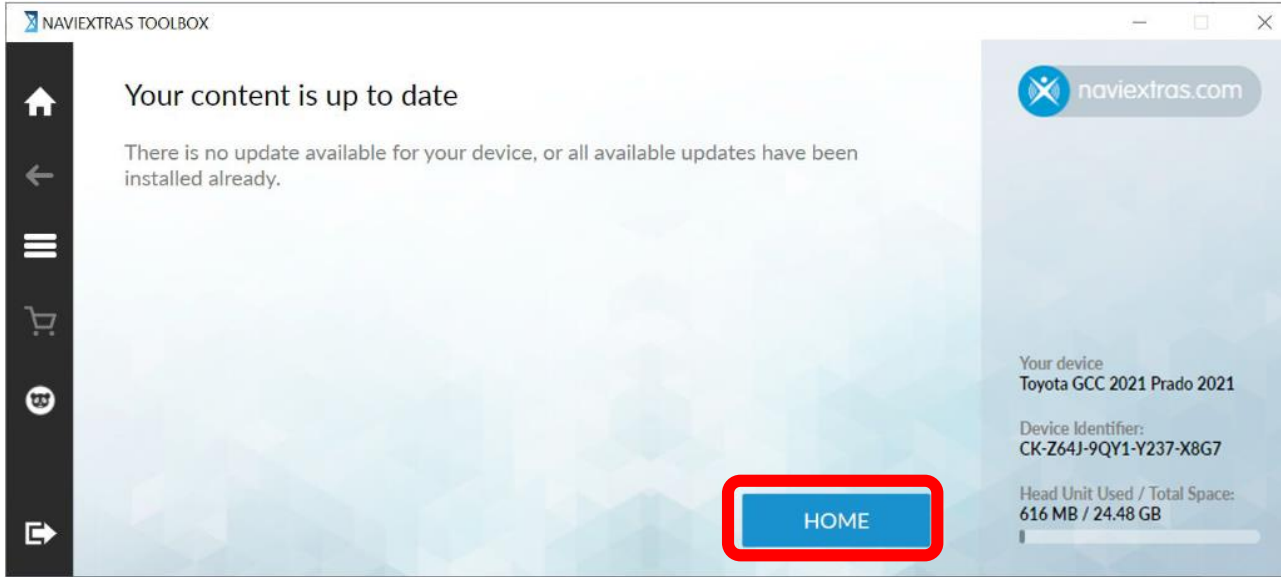 NAVIEXTRAS TOOLBOX
Your content is up to date
There is no update available for your device, or all available updates have been
installed already.
HOME
naviextras.com
Your device
Toyota GCC 2021 Prado 2021
Device Identifier:
CK-Z64J-9QY1-Y237-X8G7
Head Unit Used / Total Space:
616 MB / 24.48 GB